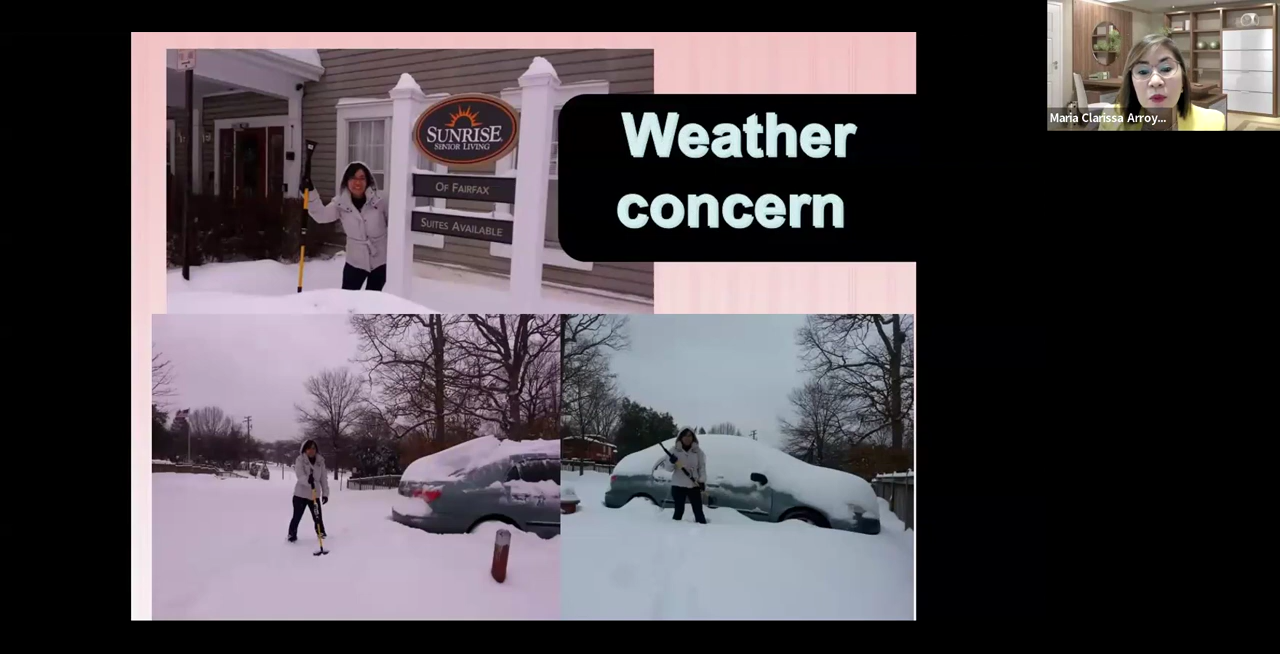 SUNRISE
SENIOR LIVING
OF FAIRFAX
SUITES AVAILABLE
Weather
concern
Maria Clarissa Arroy...